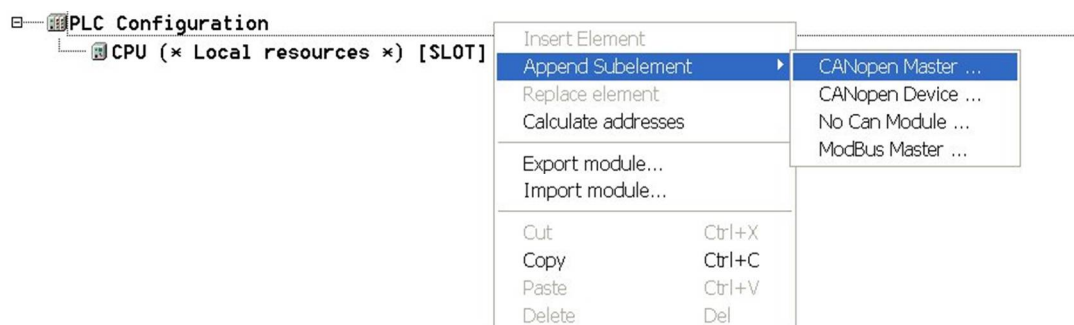 PLC Configuration
CPU (* Local resources *) [SLOT]
Insert Element
Append Subelement
Replace element
Calculate addresses
Export module...
Import module...
Cut Ctrl+X
Copy Ctrl+C
Paste Ctrl+V
Delete Del
CANopen Master ...
CANopen Device ...
No Can Module ...
ModBus Master ...